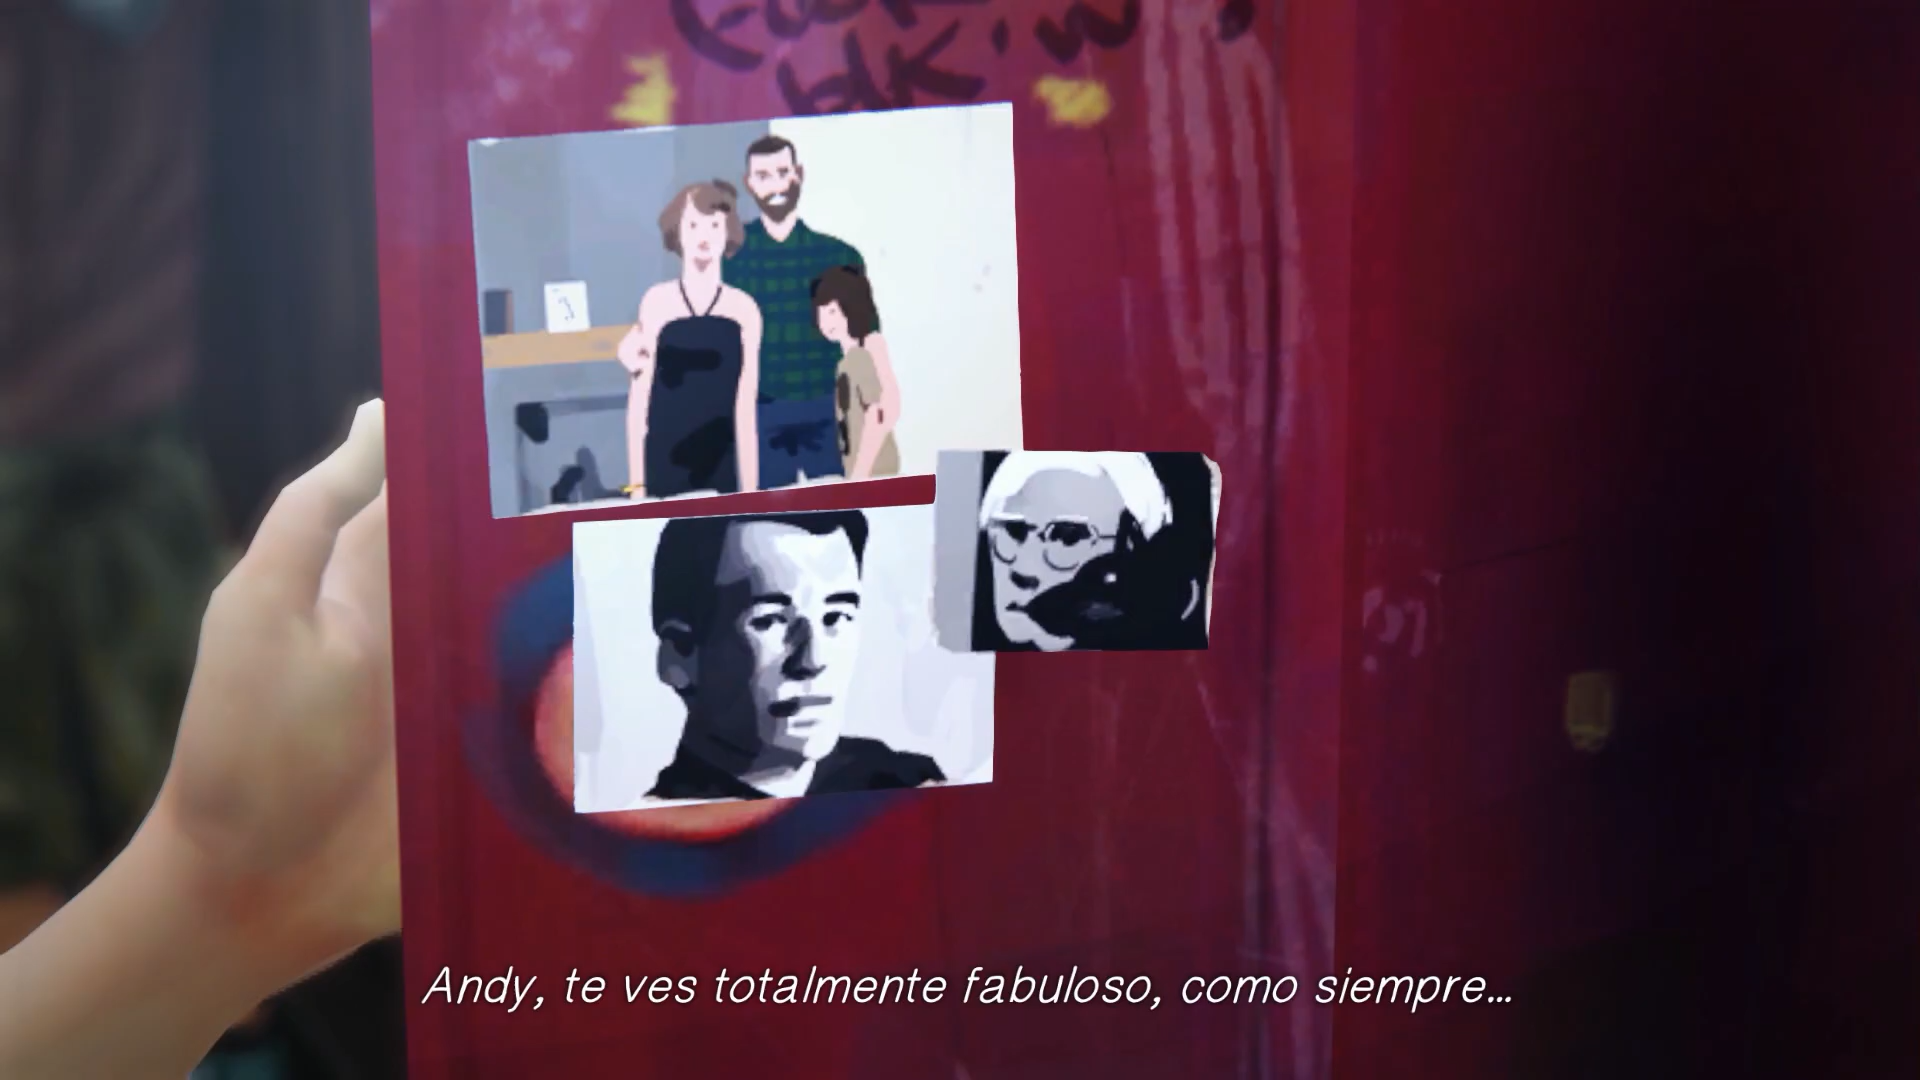 Andy, te ves totalmente fabuloso, como siempre...